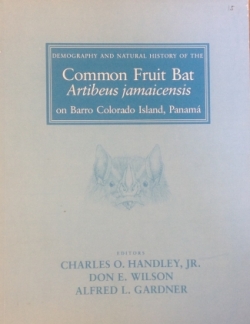 DEMOGRAPHY AND NATURAL HISTORY OF THE
Common Fruit Bat
Artibeus jamaicensis
on Barro Colorado Island, Panamá
EDITORS
CHARLES O. HANDLEY, JR.
DON E. WILSON
ALFRED L. GARDNER